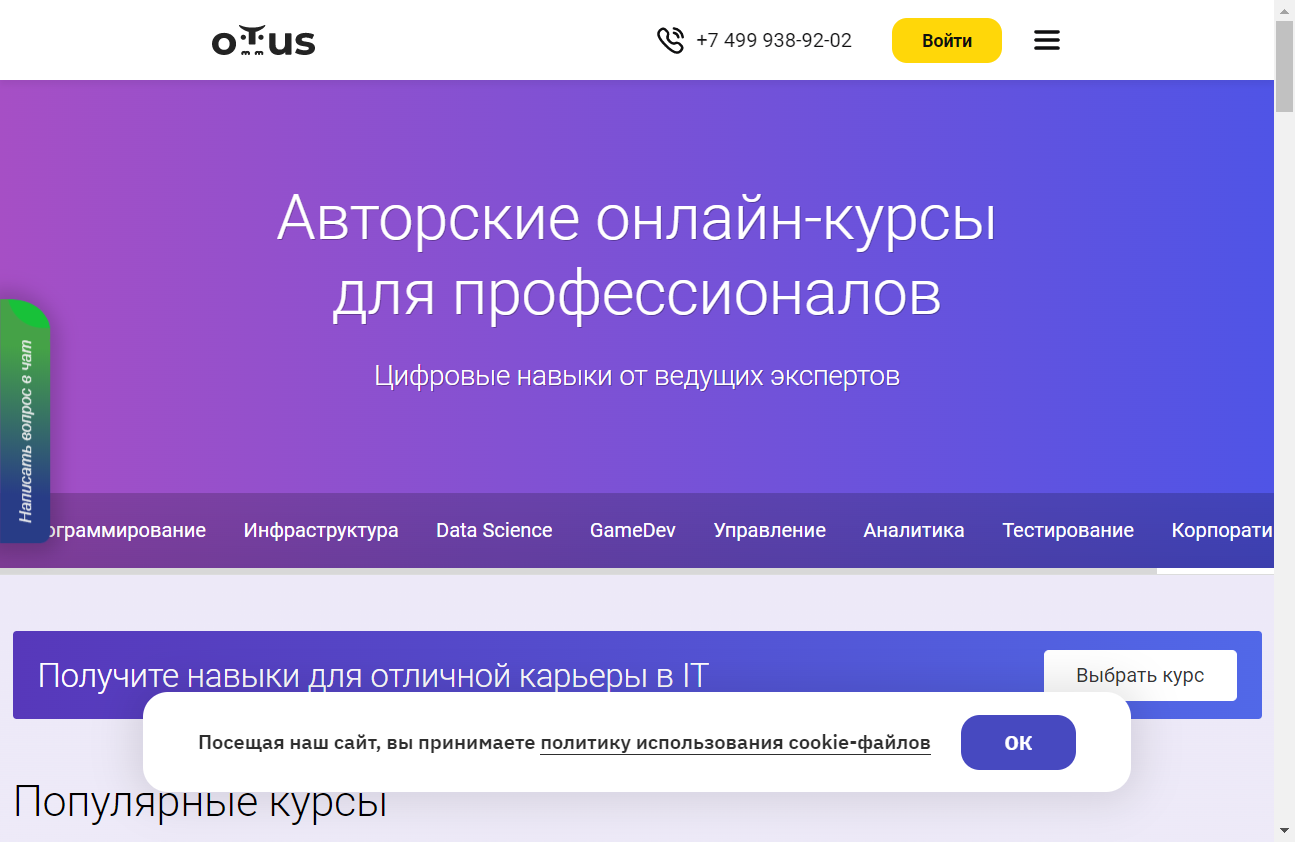 oTus
+7 499 938-92-02
Войти
Авторские онлайн-курсы
для профессионалов
Цифровые навыки от ведущих экспертов
Написать вопрос в чат
ограммирование Инфраструктура Data Science GameDev Управление Аналитика Тестирование Корпорати
Получите навыки для отличной карьеры в IT
Выбрать курс
Посещая наш сайт, вы принимаете политику использования cookie-файлов
ОК
Популярные курсы